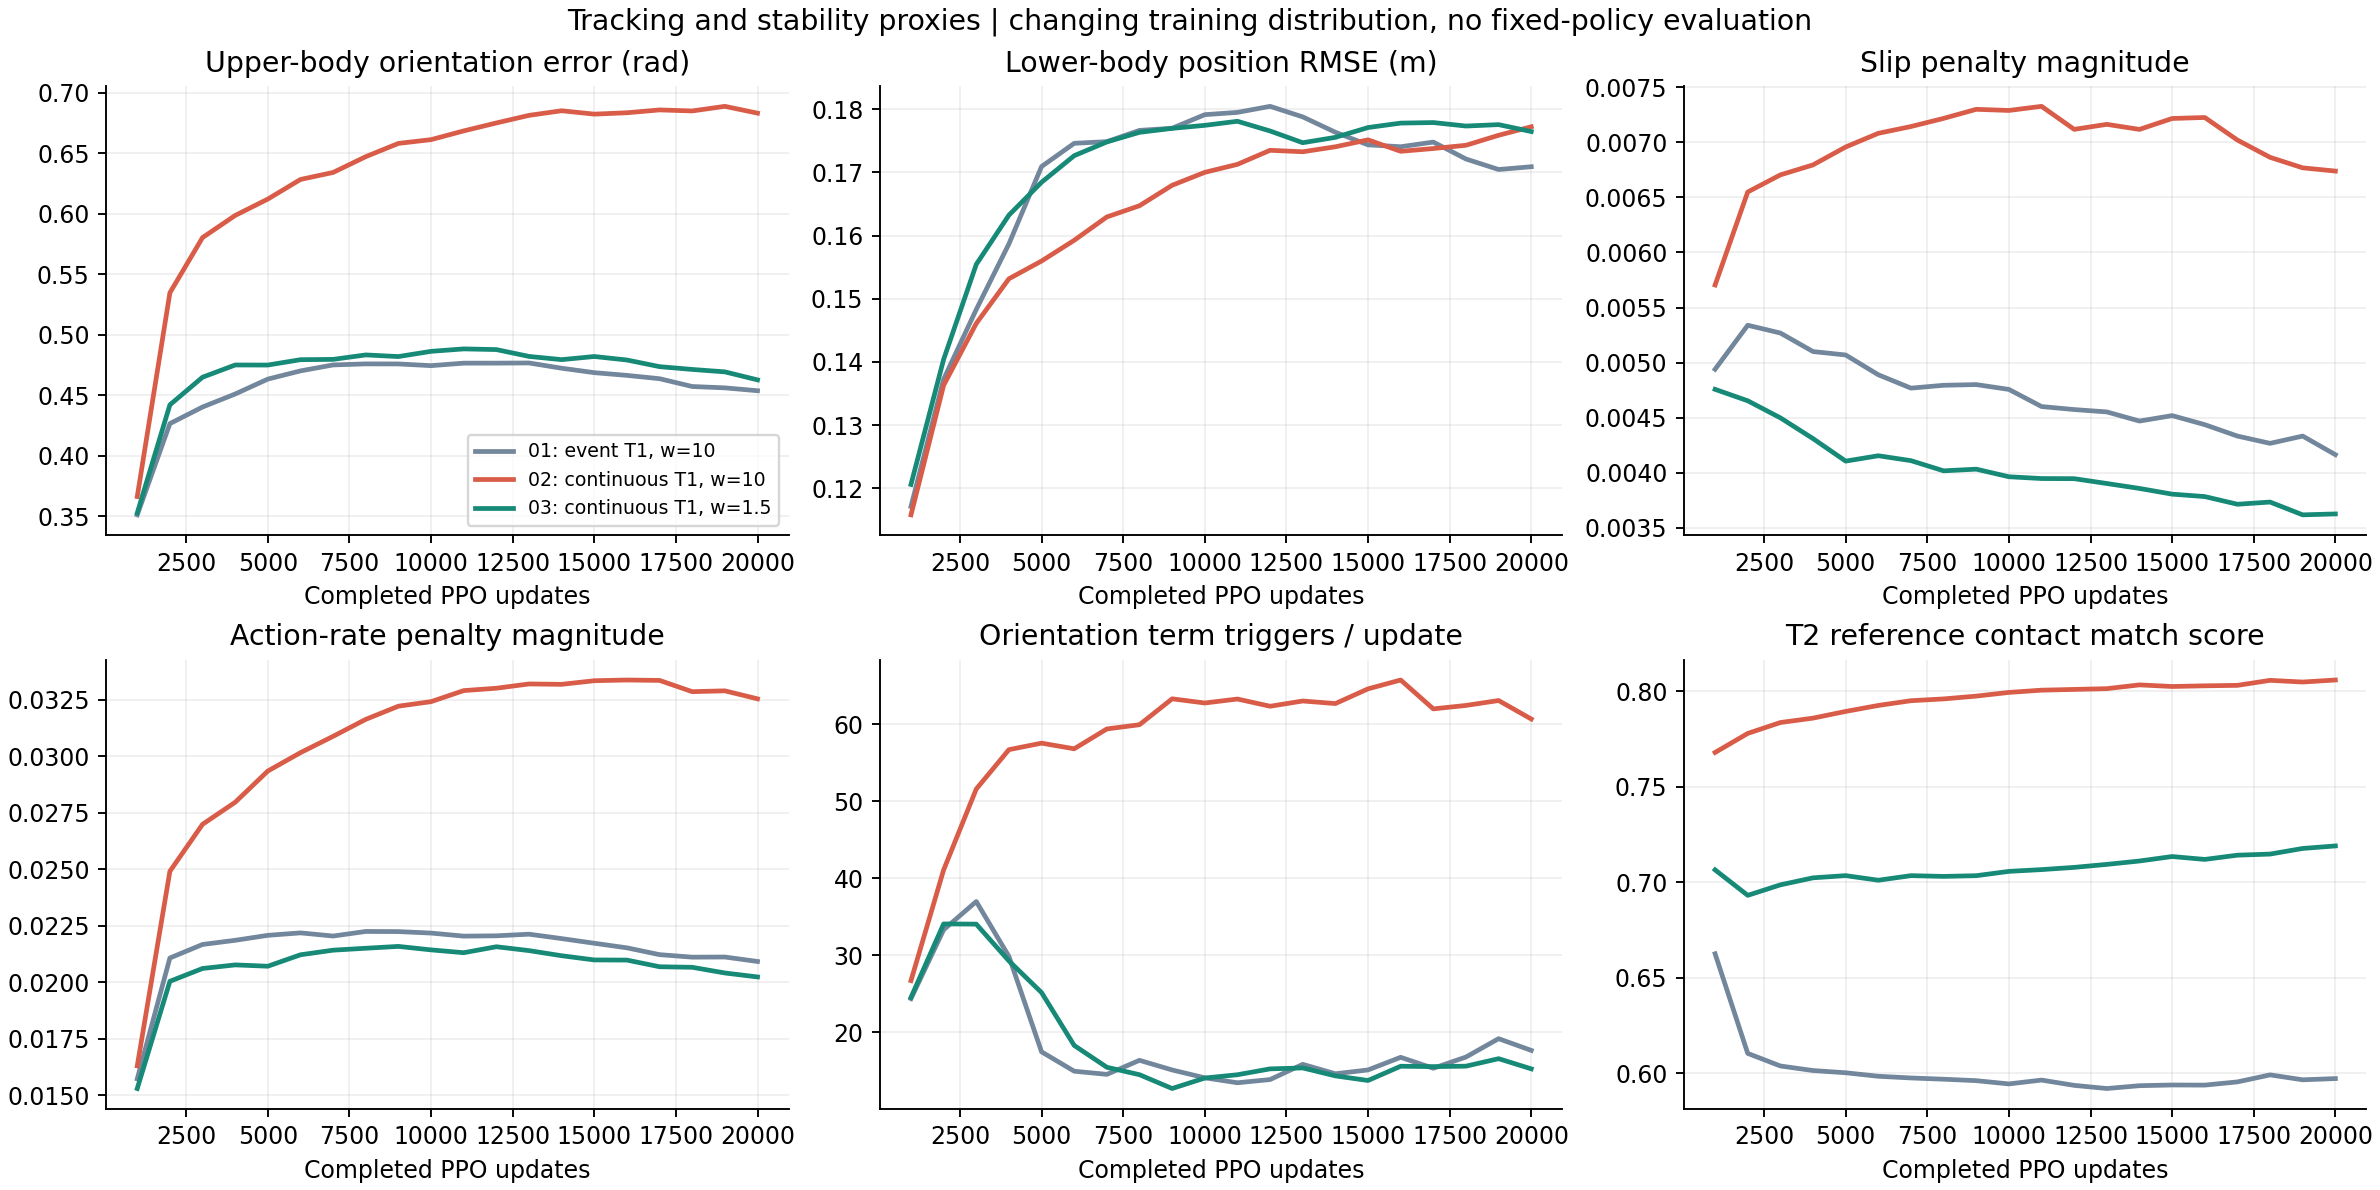 Tracking and stability proxies | changing training distribution, no fixed-policy evaluation
Upper-body orientation error (rad)
0.70
0.65
0.60
0.55
0.50
0.45
0.40
0.35
01: event T1, w=10
02: continuous T1, w=10
03: continuous T1, w=1.5
2500 5000 7500 10000 12500 15000 17500 20000
Completed PPO updates
Lower-body position RMSE (m)
0.18
0.17
0.16
0.15
0.14
0.13
0.12
2500 5000 7500 10000 12500 15000 17500 20000
Completed PPO updates
Slip penalty magnitude
0.0075
0.0070
0.0065
0.0060
0.0055
0.0050
0.0045
0.0040
0.0035
2500 5000 7500 10000 12500 15000 17500 20000
Completed PPO updates
Action-rate penalty magnitude
0.0325
0.0300
0.0275
0.0250
0.0225
0.0200
0.0175
0.0150
2500 5000 7500 10000 12500 15000 17500 20000
Completed PPO updates
Orientation term triggers / update
60
50
40
30
20
2500 5000 7500 10000 12500 15000 17500 20000
Completed PPO updates
T2 reference contact match score
0.80
0.75
0.70
0.65
0.60
2500 5000 7500 10000 12500 15000 17500 20000
Completed PPO updates